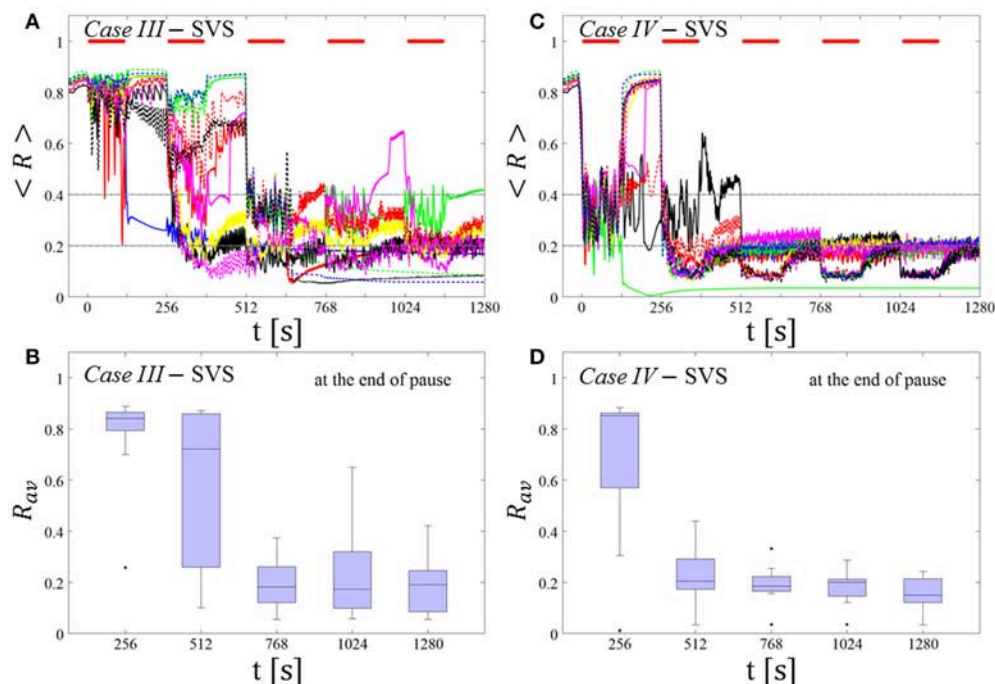 A
Case III – SVS
1
0.8
0.6
0.4
0.2
0
< R >
0 256 512 768 1024 1280
t [s]
C
Case IV – SVS
1
0.8
0.6
0.4
0.2
0
< R >
0 256 512 768 1024 1280
t [s]
B
Case III – SVS
at the end of pause
1
0.8
0.6
0.4
0.2
0
Rav
256 512 768 1024 1280
t [s]
D
Case IV – SVS
at the end of pause
1
0.8
0.6
0.4
0.2
0
Rav
256 512 768 1024 1280
t [s]